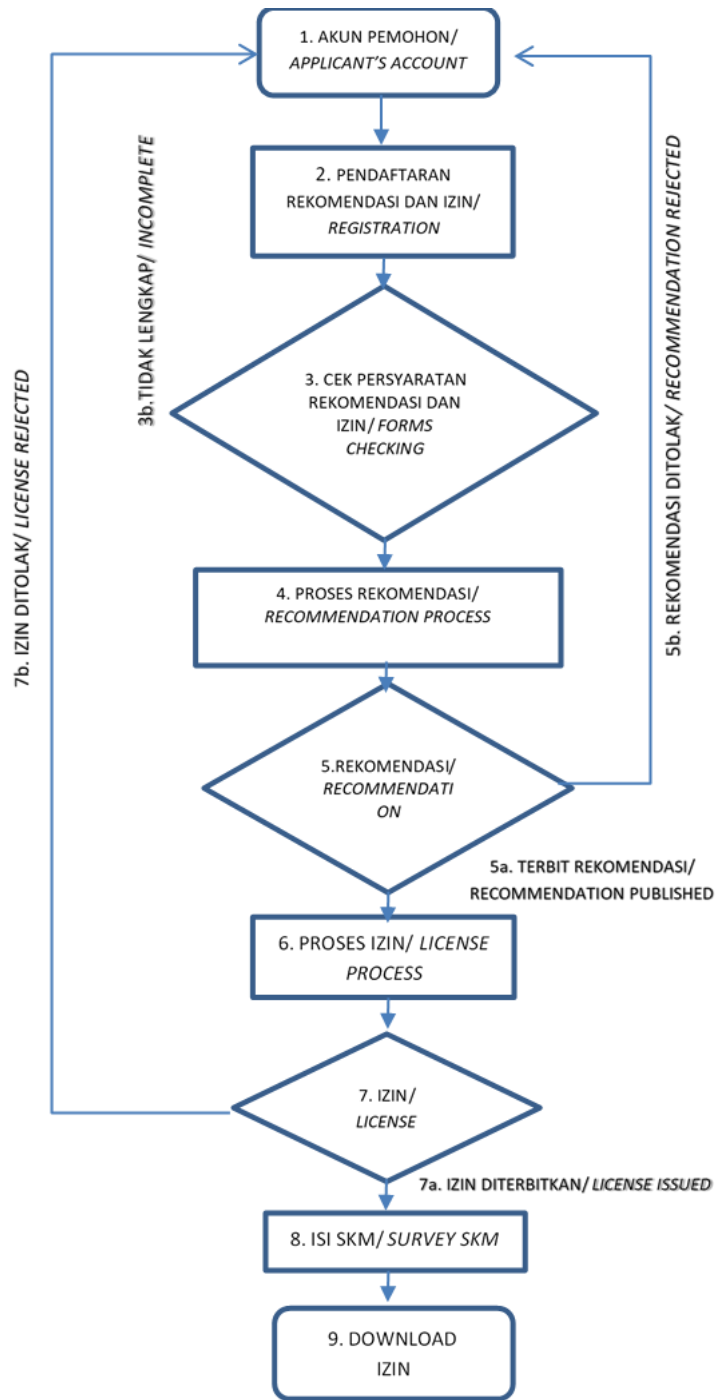 1. AKUN PEMOHON/
APPLICANT'S ACCOUNT
2. PENDAFTARAN
REKOMENDASI DAN IZIN/
REGISTRATION
3b.TIDAK LENGKAP/ INCOMPLETE
3. CEK PERSYARATAN
REKOMENDASI DAN
IZIN/ FORMS
CHECKING
7b. IZIN DITOLAK/ LICENSE REJECTED
5b. REKOMENDASI DITOLAK/ RECOMMENDATION REJECTED
4. PROSES REKOMENDASI/
RECOMMENDATION PROCESS
5.REKOMENDASI/
RECOMMENDATI
ON
5a. TERBIT REKOMENDASI/
RECOMMENDATION PUBLISHED
6. PROSES IZIN/ LICENSE
PROCESS
7. IZIN/
LICENSE
7a. IZIN DITERBITKAN/ LICENSE ISSUED
8. ISI SKM/ SURVEY SKM
9. DOWNLOAD
IZIN